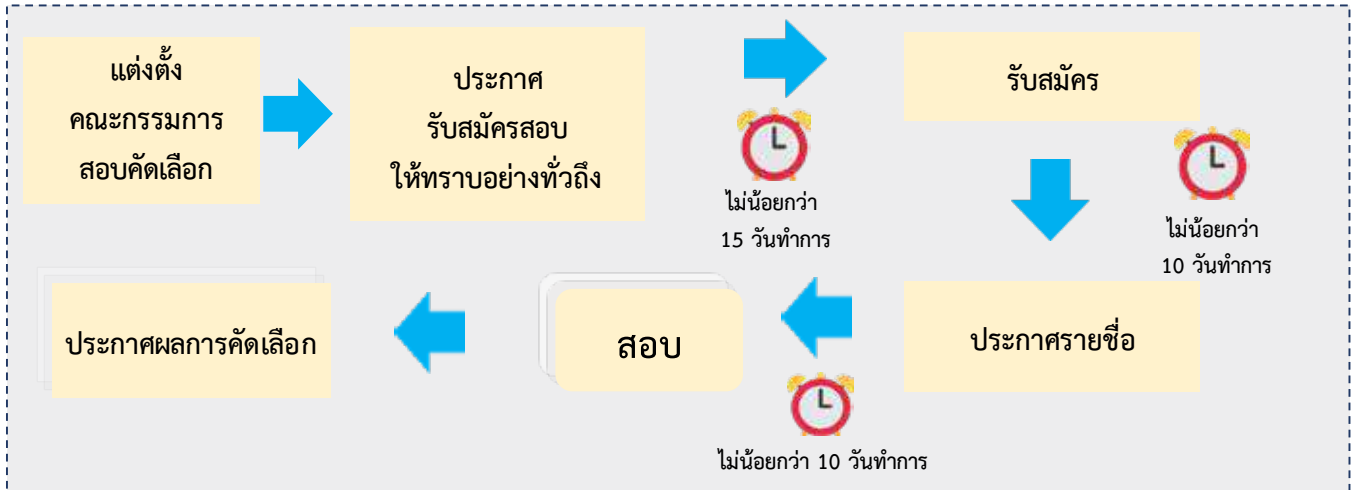 แต่งตั้ง
คณะกรรมการ
สอบคัดเลือก
ประกาศ
รับสมัครสอบ
ให้ทราบอย่างทั่วถึง
ไม่น้อยกว่า
15 วันทำการ
รับสมัคร
ไม่น้อยกว่า
10 วันทำการ
ประกาศรายชื่อ
ไม่น้อยกว่า 10 วันทำการ
สอบ
ประกาศผลการคัดเลือก